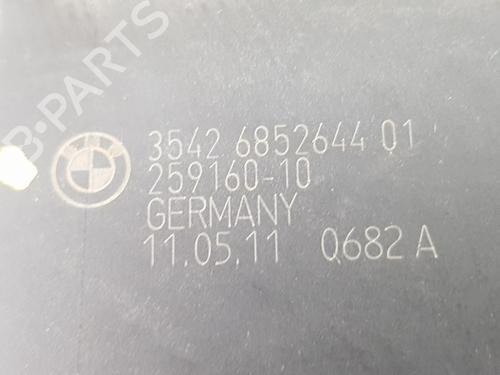 B-PARTS
3542 6852644 01
259160-10
GERMANY
11.05.11 0682 A